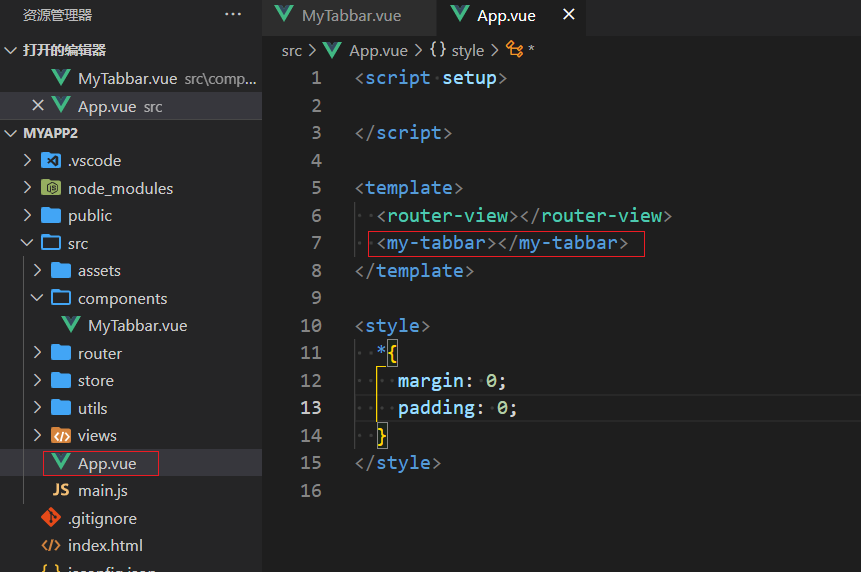 资源管理器 ···
打开的编辑器
MyTabbar.vue src\comp...
App.vue src
MYAPP2
.vscode
node_modules
public
src
assets
components
MyTabbar.vue
router
store
utils
views
App.vue
JS main.js
.gitignore
index.html
MyTabbar.vue App.vue
src > App.vue > {} style > *
1 <script setup>
2
3 </script>
4
5 <template>
6 <router-view></router-view>
7 <my-tabbar></my-tabbar>
8 </template>
9
10 <style>
11 *{
12 margin: 0;
13 padding: 0;
14 }
15 </style>
16